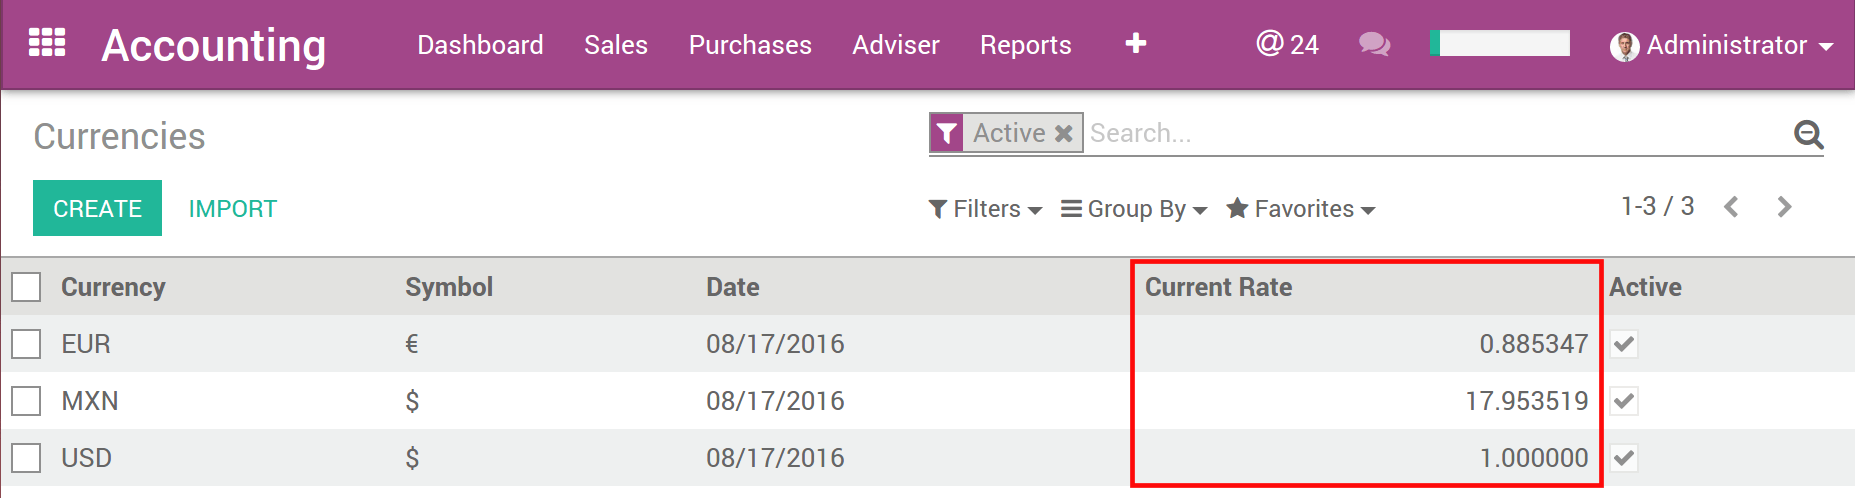 Accounting Dashboard Sales Purchases Adviser Reports @ 24 Administrator
Currencies Active Search...
CREATE IMPORT Filters Group By Favorites 1-3 / 3
Currency Symbol Date Current Rate Active
EUR € 08/17/2016 0.885347
MXN $ 08/17/2016 17.953519
USD $ 08/17/2016 1.000000